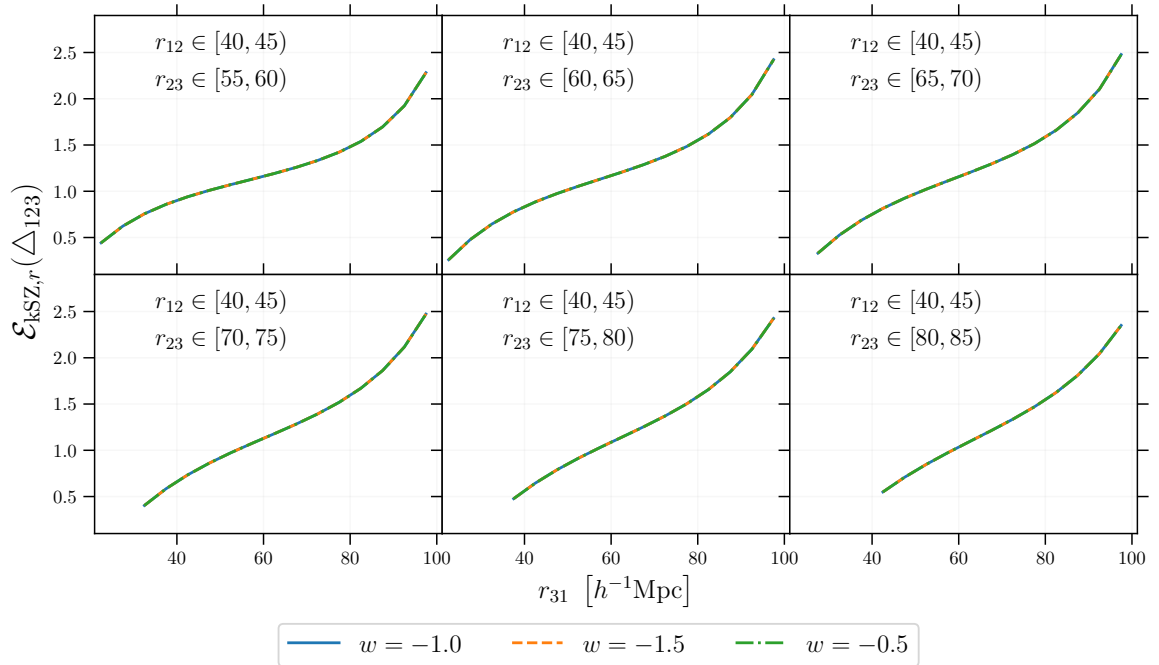 r₁₂ ∈ [40, 45)
r₂₃ ∈ [55, 60)
r₁₂ ∈ [40, 45)
r₂₃ ∈ [60, 65)
r₁₂ ∈ [40, 45)
r₂₃ ∈ [65, 70)
2.5
2.0
1.5
1.0
0.5
r₁₂ ∈ [40, 45)
r₂₃ ∈ [70, 75)
r₁₂ ∈ [40, 45)
r₂₃ ∈ [75, 80)
r₁₂ ∈ [40, 45)
r₂₃ ∈ [80, 85)
2.5
2.0
1.5
1.0
0.5
ℰ_{kSZ,r}(△₁₂₃)
40 60 80 100 40 60 80 100 40 60 80 100
r₃₁ [h⁻¹Mpc]
w = −1.0 w = −1.5 w = −0.5